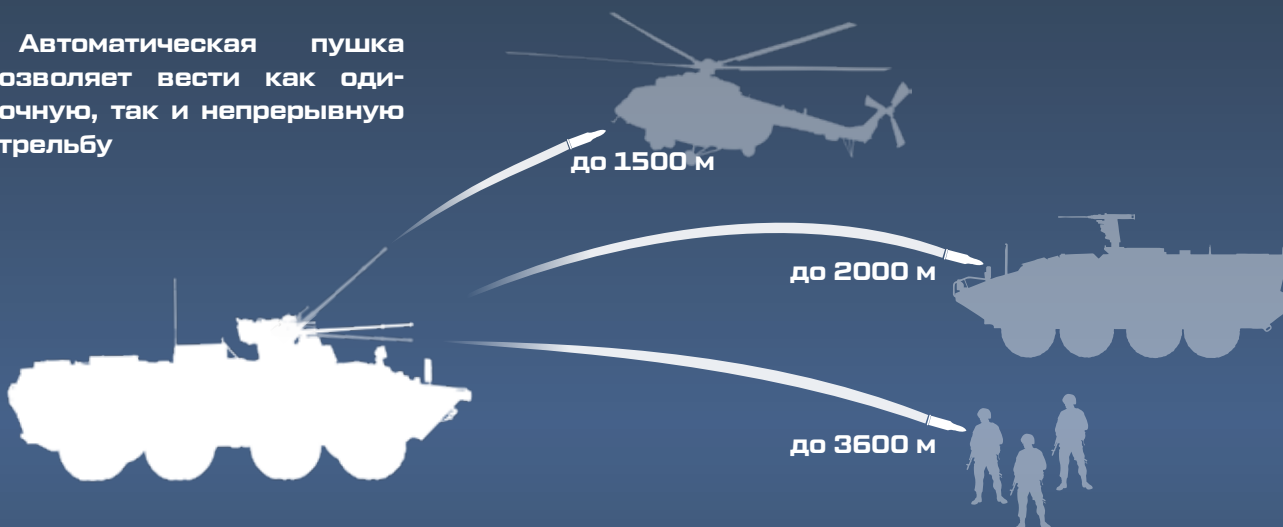 Автоматическая пушка
озволяет вести как оди-
очную, так и непрерывную
трельбу
до 1500 м
до 2000 м
до 3600 м